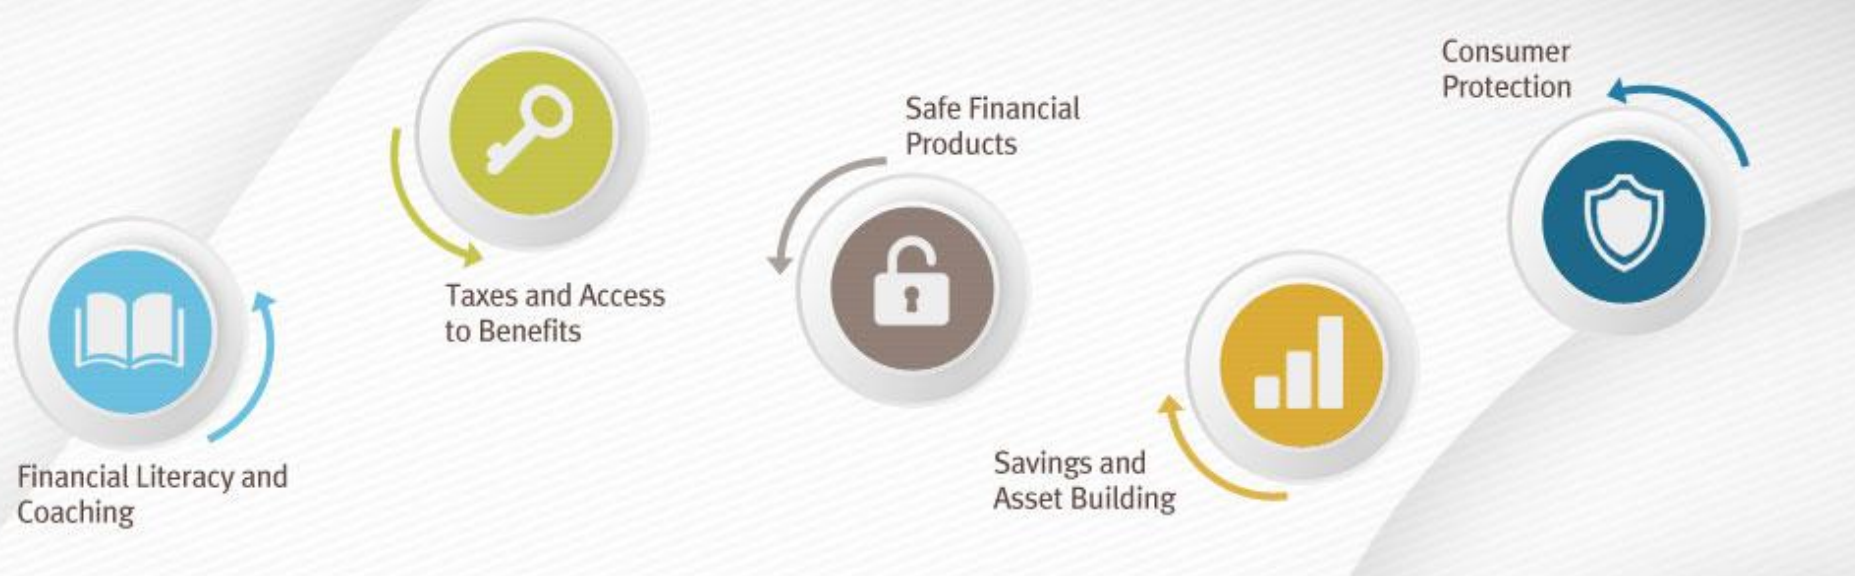 Financial Literacy and
Coaching
Taxes and Access
to Benefits
Safe Financial
Products
Savings and
Asset Building
Consumer
Protection